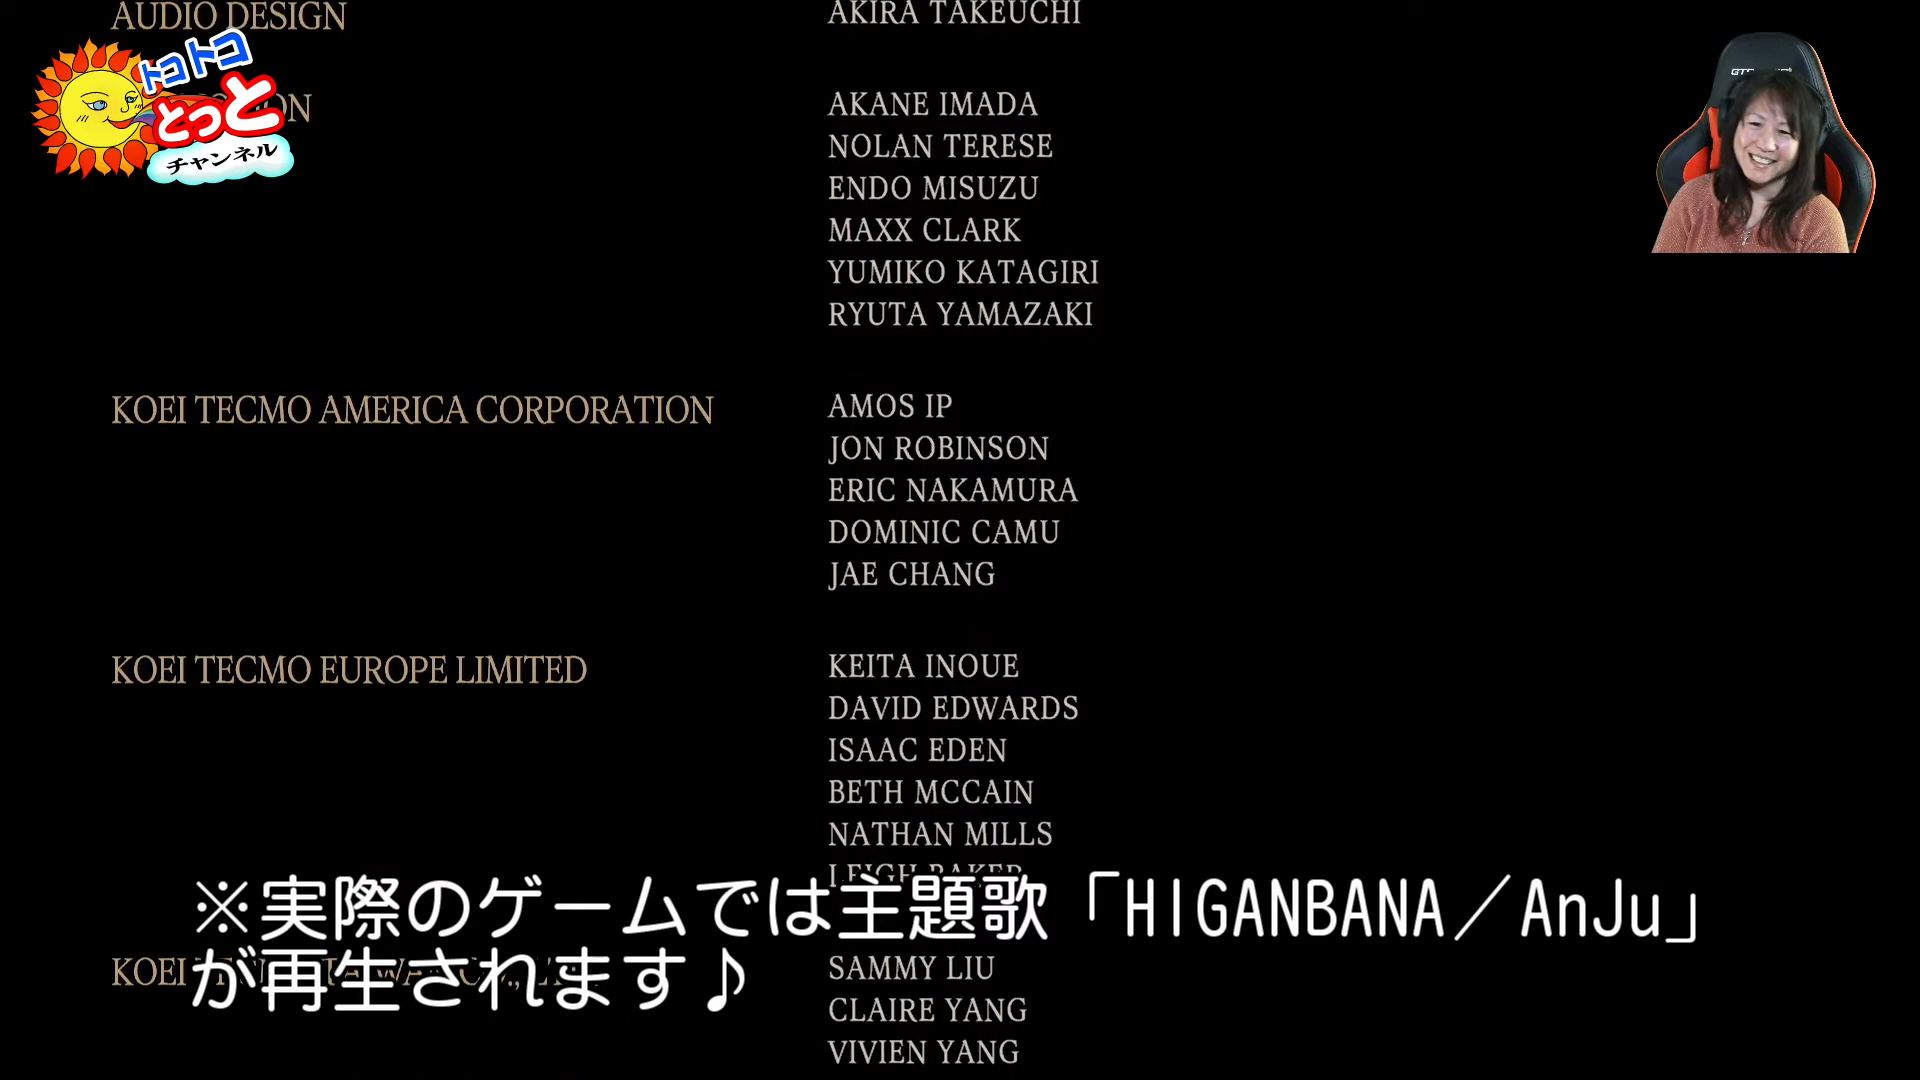 AUDIO DESIGN
AKIRA TAKEUCHI
トコトコ
とっと
チャンネル
AKANE IMADA
NOLAN TERESE
ENDO MISUZU
MAXX CLARK
YUMIKO KATAGIRI
RYUTA YAMAZAKI
KOEI TECMO AMERICA CORPORATION
AMOS IP
JON ROBINSON
ERIC NAKAMURA
DOMINIC CAMU
JAE CHANG
KOEI TECMO EUROPE LIMITED
KEITA INOUE
DAVID EDWARDS
ISAAC EDEN
BETH MCCAIN
NATHAN MILLS
LEIGH BAKER
※実際のゲームでは主題歌「HIGANBANA／AnJu」
が再生されます♪
KOEI
SAMMY LIU
CLAIRE YANG
VIVIEN YANG